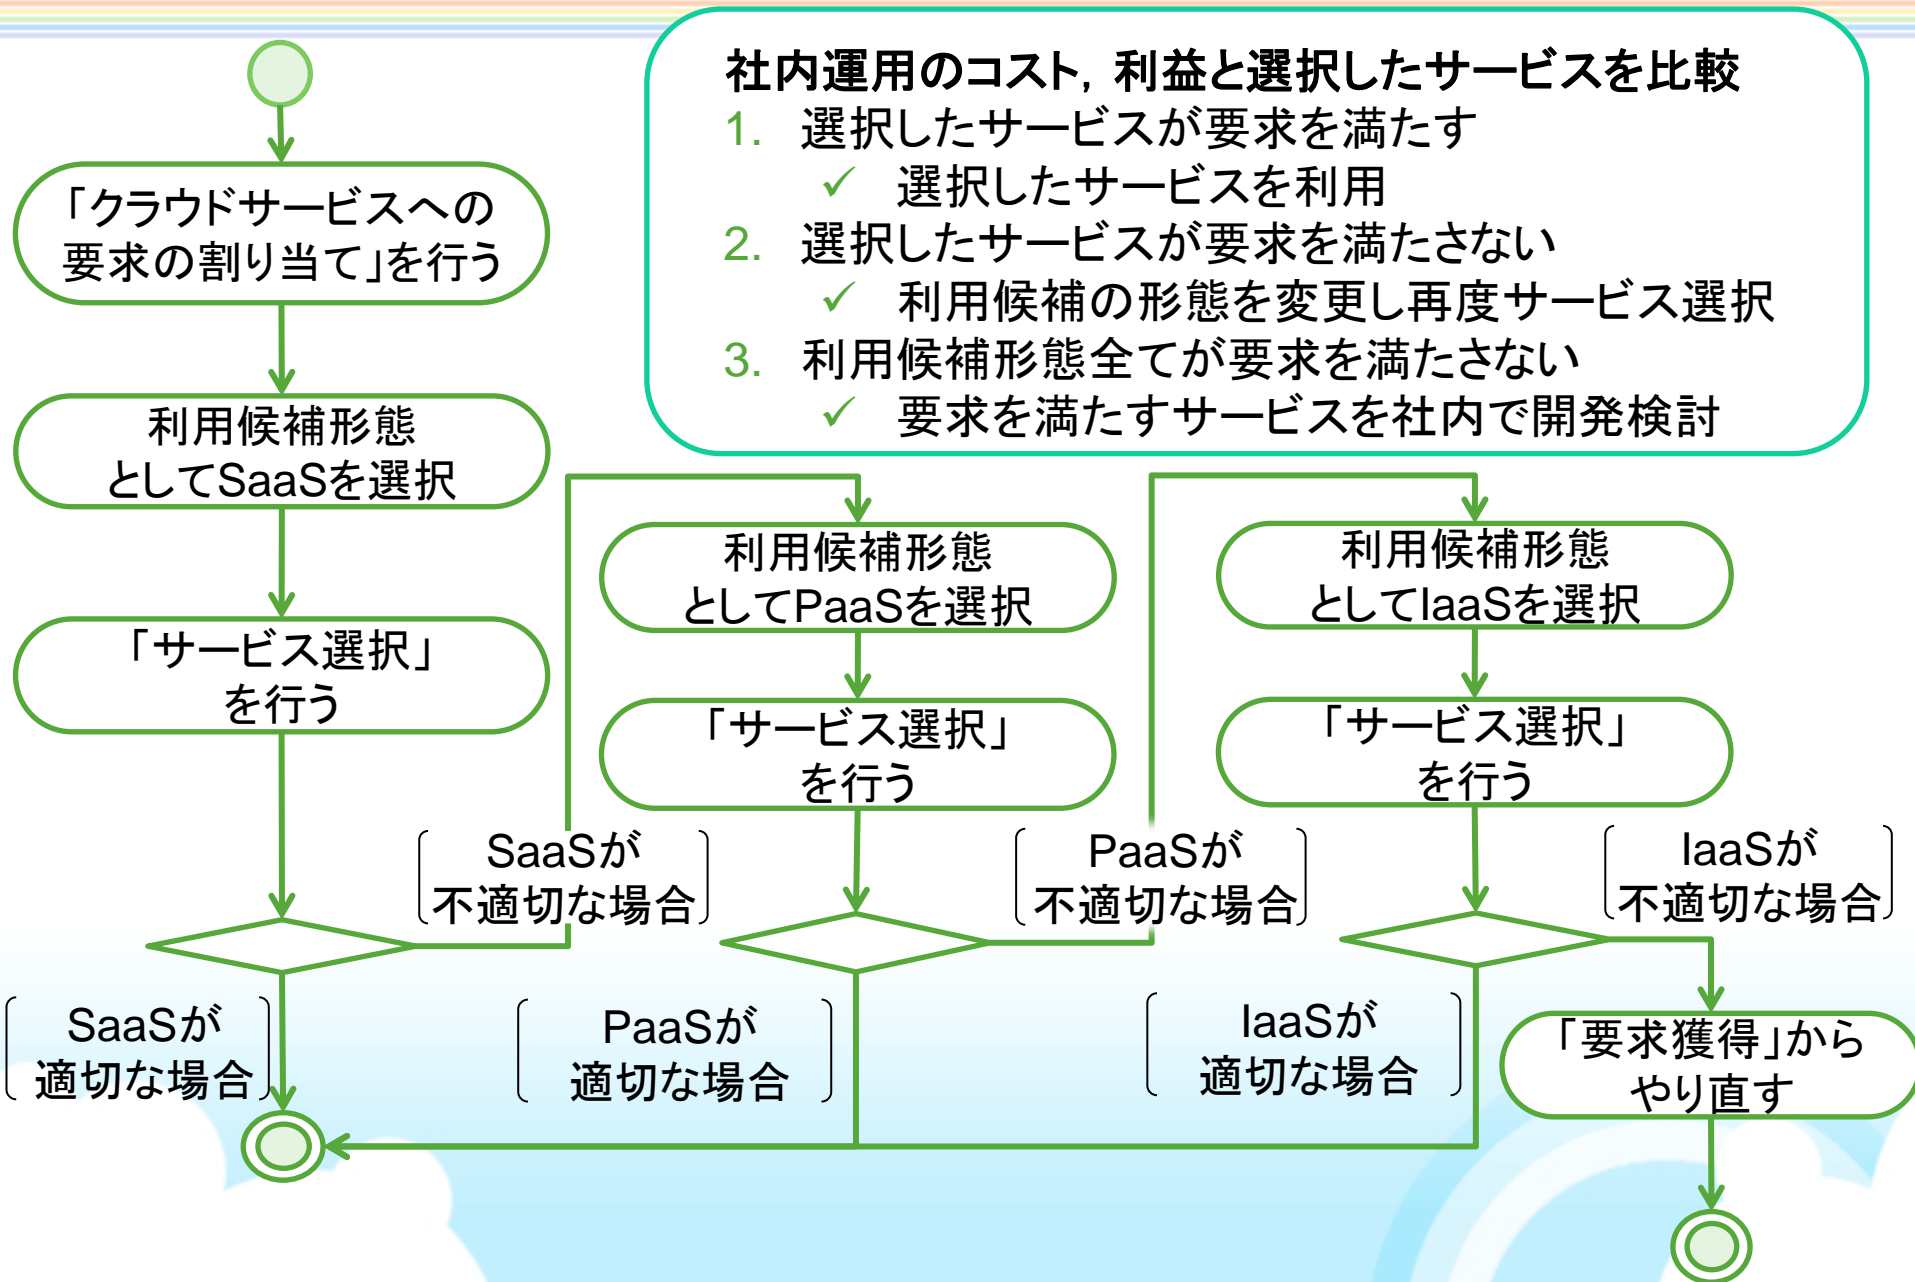 社内運用のコスト，利益と選択したサービスを比較
1. 選択したサービスが要求を満たす
✓ 選択したサービスを利用
2. 選択したサービスが要求を満たさない
✓ 利用候補の形態を変更し再度サービス選択
3. 利用候補形態全てが要求を満たさない
✓ 要求を満たすサービスを社内で開発検討
「クラウドサービスへの
要求の割り当て」を行う
利用候補形態
としてSaaSを選択
「サービス選択」
を行う
利用候補形態
としてPaaSを選択
「サービス選択」
を行う
利用候補形態
としてIaaSを選択
「サービス選択」
を行う
SaaSが
不適切な場合
PaaSが
不適切な場合
IaaSが
不適切な場合
SaaSが
適切な場合
PaaSが
適切な場合
IaaSが
適切な場合
「要求獲得」から
やり直す